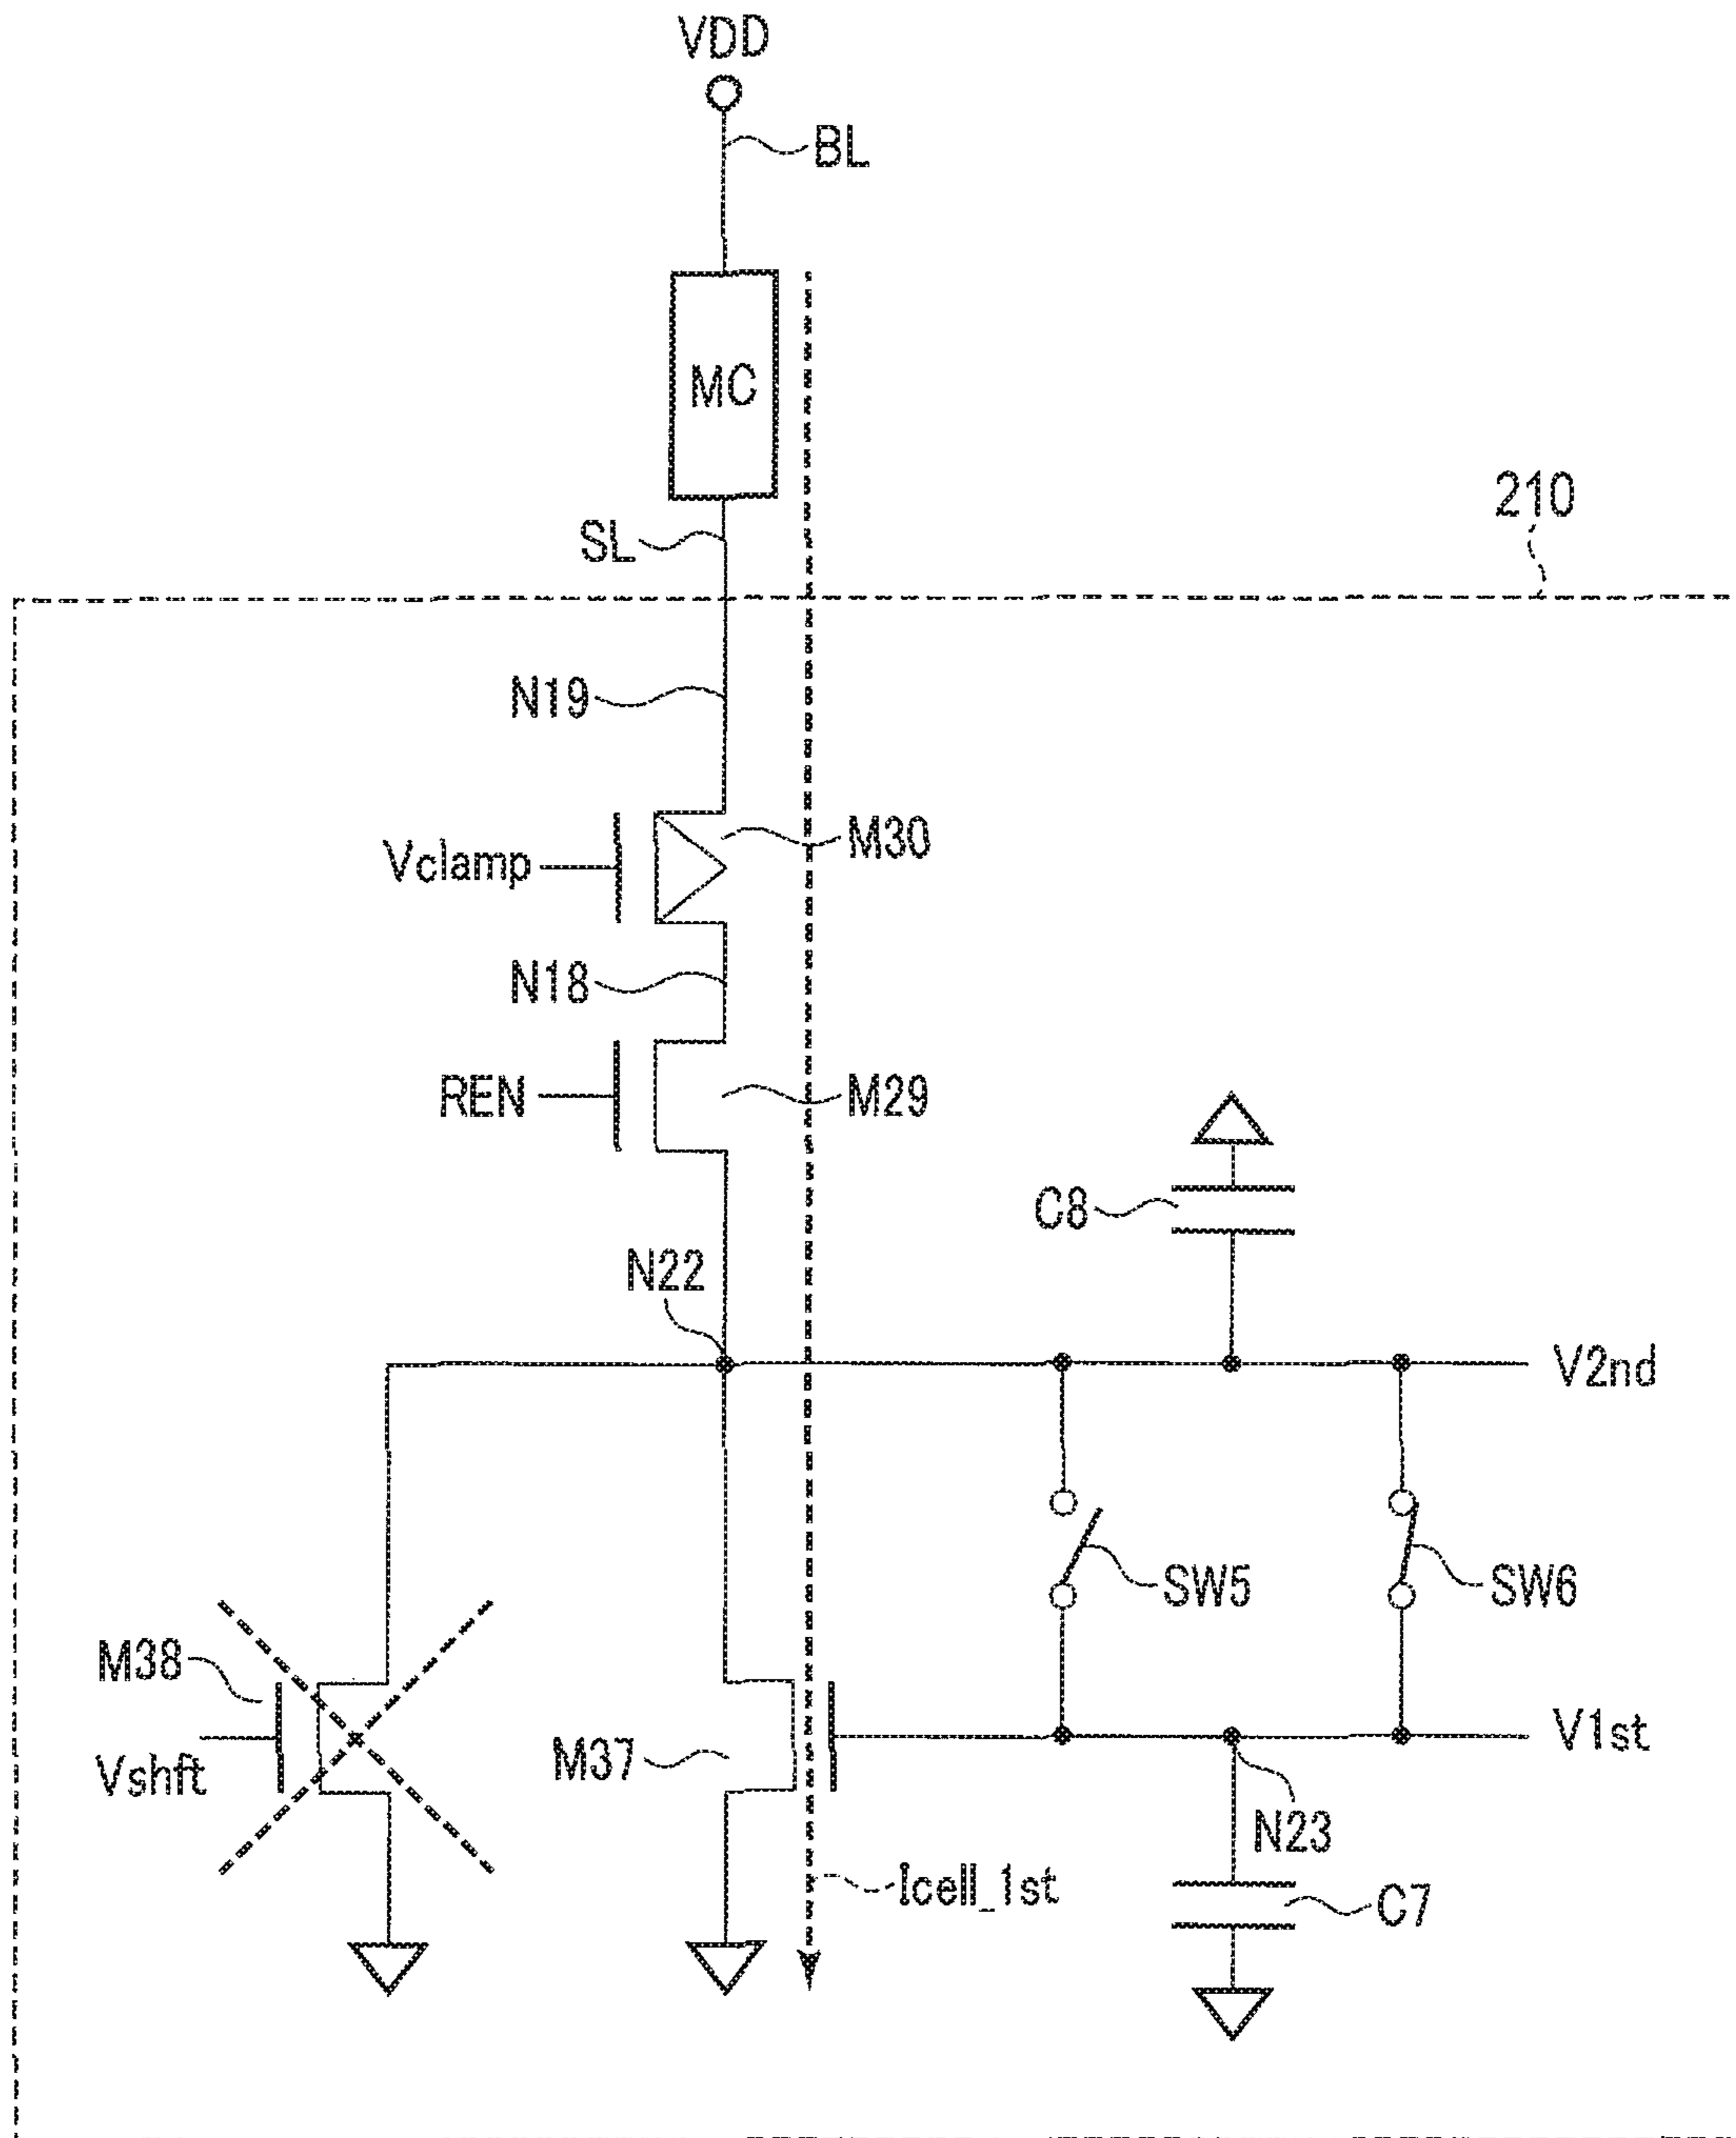 VDD
BL
MC
SL
210
N19
Vclamp
M30
N18
REN
M29
C8
N22
V2nd
SW5
SW6
M38
Vshft
M37
V1st
N23
Icell_1st
C7